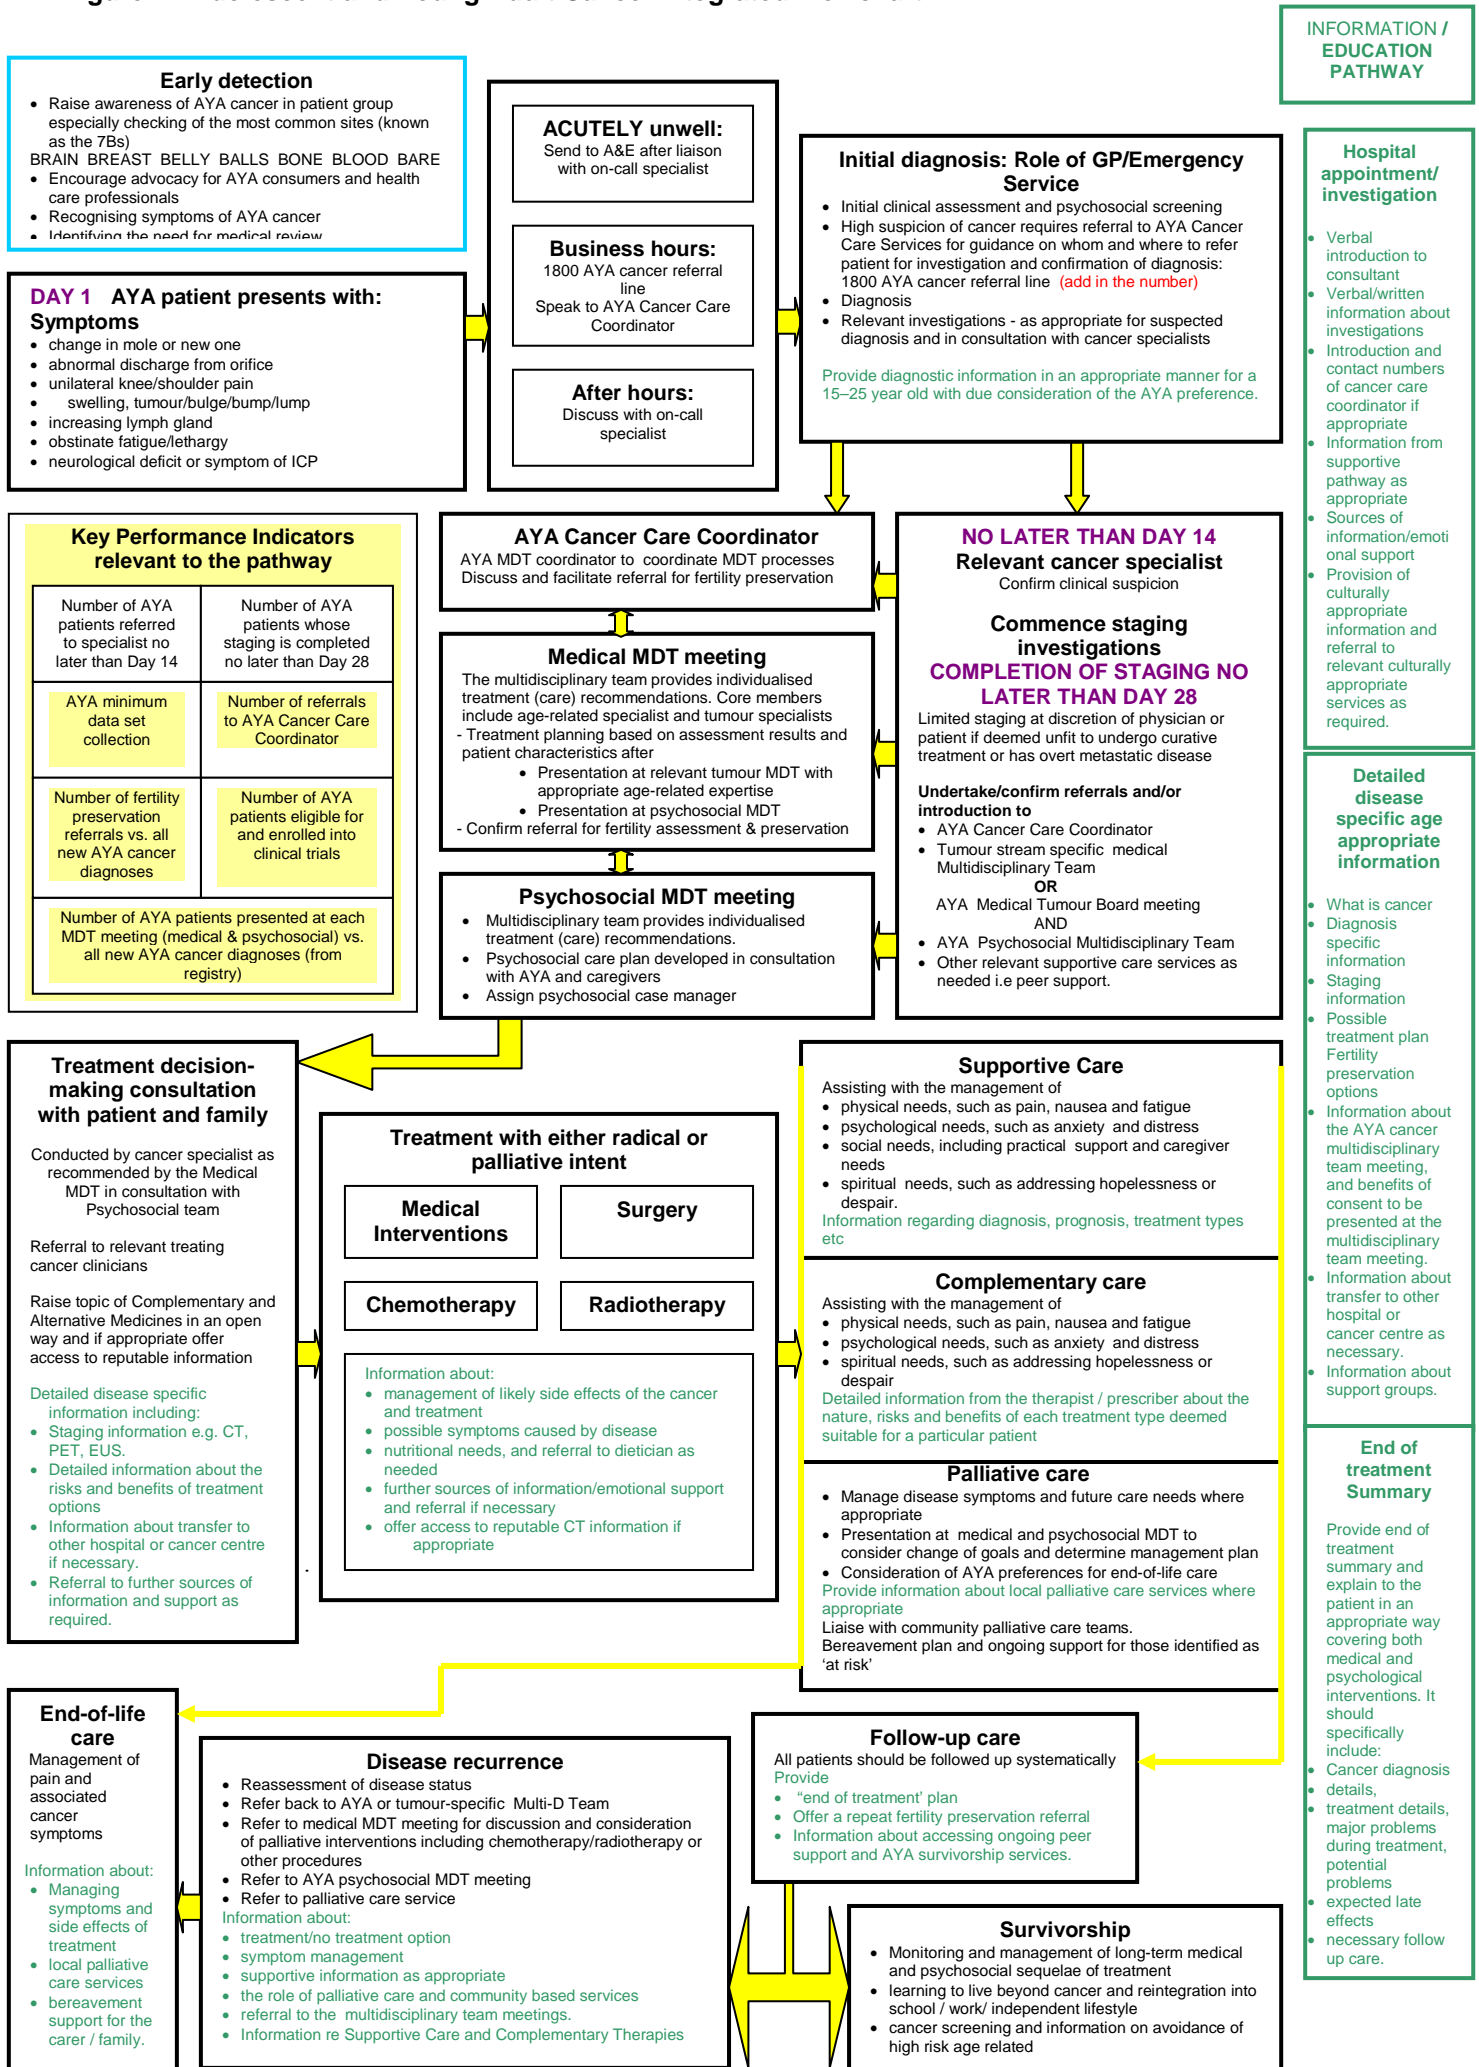 INFORMATION /
EDUCATION
PATHWAY
Early detection
• Raise awareness of AYA cancer in patient group
especially checking of the most common sites (known
as the 7Bs)
BRAIN BREAST BELLY BALLS BONE BLOOD BARE
• Encourage advocacy for AYA consumers and health
care professionals
• Recognising symptoms of AYA cancer
• Identifying the need for medical review
DAY 1 AYA patient presents with:
Symptoms
• change in mole or new one
• abnormal discharge from orifice
• unilateral knee/shoulder pain
• swelling, tumour/bulge/bump/lump
• increasing lymph gland
• obstinate fatigue/lethargy
• neurological deficit or symptom of ICP
ACUTELY unwell:
Send to A&E after liaison
with on-call specialist
Business hours:
1800 AYA cancer referral
line
Speak to AYA Cancer Care
Coordinator
After hours:
Discuss with on-call
specialist
Initial diagnosis: Role of GP/Emergency
Service
• Initial clinical assessment and psychosocial screening
• High suspicion of cancer requires referral to AYA Cancer
Care Services for guidance on whom and where to refer
patient for investigation and confirmation of diagnosis:
1800 AYA cancer referral line (add in the number)
• Diagnosis
• Relevant investigations - as appropriate for suspected
diagnosis and in consultation with cancer specialists
Provide diagnostic information in an appropriate manner for a
15–25 year old with due consideration of the AYA preference.
Hospital
appointment/
investigation
• Verbal
introduction to
consultant
• Verbal/written
information about
investigations
• Introduction and
contact numbers
of cancer care
coordinator if
appropriate
• Information from
supportive
pathway as
appropriate
• Sources of
information/emoti
onal support
• Provision of
culturally
appropriate
information and
referral to
relevant culturally
appropriate
services as
required.
Key Performance Indicators
relevant to the pathway
Number of AYA
patients referred
to specialist no
later than Day 14
Number of AYA
patients whose
staging is completed
no later than Day 28
AYA minimum
data set
collection
Number of referrals
to AYA Cancer Care
Coordinator
Number of fertility
preservation
referrals vs. all
new AYA cancer
diagnoses
Number of AYA
patients eligible for
and enrolled into
clinical trials
Number of AYA patients presented at each
MDT meeting (medical & psychosocial) vs.
all new AYA cancer diagnoses (from
registry)
AYA Cancer Care Coordinator
AYA MDT coordinator to coordinate MDT processes
Discuss and facilitate referral for fertility preservation
Medical MDT meeting
The multidisciplinary team provides individualised
treatment (care) recommendations. Core members
include age-related specialist and tumour specialists
- Treatment planning based on assessment results and
patient characteristics after
• Presentation at relevant tumour MDT with
appropriate age-related expertise
• Presentation at psychosocial MDT
- Confirm referral for fertility assessment & preservation
Psychosocial MDT meeting
• Multidisciplinary team provides individualised
treatment (care) recommendations.
• Psychosocial care plan developed in consultation
with AYA and caregivers
• Assign psychosocial case manager
NO LATER THAN DAY 14
Relevant cancer specialist
Confirm clinical suspicion
Commence staging
investigations
COMPLETION OF STAGING NO
LATER THAN DAY 28
Limited staging at discretion of physician or
patient if deemed unfit to undergo curative
treatment or has overt metastatic disease
Undertake/confirm referrals and/or
introduction to
• AYA Cancer Care Coordinator
• Tumour stream specific medical
Multidisciplinary Team
OR
AYA Medical Tumour Board meeting
AND
• AYA Psychosocial Multidisciplinary Team
• Other relevant supportive care services as
needed i.e peer support.
Detailed
disease
specific age
appropriate
information
• What is cancer
• Diagnosis
specific
information
• Staging
information
• Possible
treatment plan
Fertility
preservation
options
• Information about
the AYA cancer
multidisciplinary
team meeting,
and benefits of
consent to be
presented at the
multidisciplinary
team meeting.
• Information about
transfer to other
hospital or
cancer centre as
necessary.
• Information about
support groups.
Treatment decision-
making consultation
with patient and family
Conducted by cancer specialist as
recommended by the Medical
MDT in consultation with
Psychosocial team
Referral to relevant treating
cancer clinicians
Raise topic of Complementary and
Alternative Medicines in an open
way and if appropriate offer
access to reputable information
Detailed disease specific
information including:
• Staging information e.g. CT,
PET, EUS.
• Detailed information about the
risks and benefits of treatment
options
• Information about transfer to
other hospital or cancer centre
if necessary.
• Referral to further sources of
information and support as
required.
Treatment with either radical or
palliative intent
Medical
Interventions
Surgery
Chemotherapy
Radiotherapy
Information about:
• management of likely side effects of the cancer
and treatment
• possible symptoms caused by disease
• nutritional needs, and referral to dietician as
needed
• further sources of information/emotional support
and referral if necessary
• offer access to reputable CT information if
appropriate
.
Supportive Care
Assisting with the management of
• physical needs, such as pain, nausea and fatigue
• psychological needs, such as anxiety and distress
• social needs, including practical support and caregiver
needs
• spiritual needs, such as addressing hopelessness or
despair.
Information regarding diagnosis, prognosis, treatment types
etc
Complementary care
Assisting with the management of
• physical needs, such as pain, nausea and fatigue
• psychological needs, such as anxiety and distress
• spiritual needs, such as addressing hopelessness or
despair
Detailed information from the therapist / prescriber about the
nature, risks and benefits of each treatment type deemed
suitable for a particular patient
Palliative care
• Manage disease symptoms and future care needs where
appropriate
• Presentation at medical and psychosocial MDT to
consider change of goals and determine management plan
• Consideration of AYA preferences for end-of-life care
Provide information about local palliative care services where
appropriate
Liaise with community palliative care teams.
Bereavement plan and ongoing support for those identified as
‘at risk’
End of
treatment
Summary
Provide end of
treatment
summary and
explain to the
patient in an
appropriate way
covering both
medical and
psychological
interventions. It
should
specifically
include:
• Cancer diagnosis
• details,
• treatment details,
major problems
during treatment,
potential
problems
• expected late
effects
• necessary follow
up care.
End-of-life
care
Management of
pain and
associated
cancer
symptoms
Information about:
• Managing
symptoms and
side effects of
treatment
• local palliative
care services
• bereavement
support for the
carer / family.
Disease recurrence
• Reassessment of disease status
• Refer back to AYA or tumour-specific Multi-D Team
• Refer to medical MDT meeting for discussion and consideration
of palliative interventions including chemotherapy/radiotherapy or
other procedures
• Refer to AYA psychosocial MDT meeting
• Refer to palliative care service
Information about:
• treatment/no treatment option
• symptom management
• supportive information as appropriate
• the role of palliative care and community based services
• referral to the multidisciplinary team meetings.
• Information re Supportive Care and Complementary Therapies
Follow-up care
All patients should be followed up systematically
Provide
• “end of treatment’ plan
• Offer a repeat fertility preservation referral
• Information about accessing ongoing peer
support and AYA survivorship services.
Survivorship
• Monitoring and management of long-term medical
and psychosocial sequelae of treatment
• learning to live beyond cancer and reintegration into
school / work/ independent lifestyle
• cancer screening and information on avoidance of
high risk age related